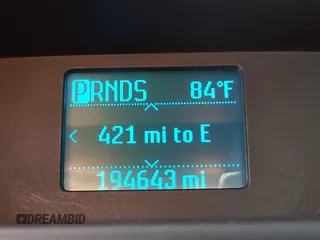 PRNDS 84°F
< 421 mi to E
194643 mi
DREAMBID